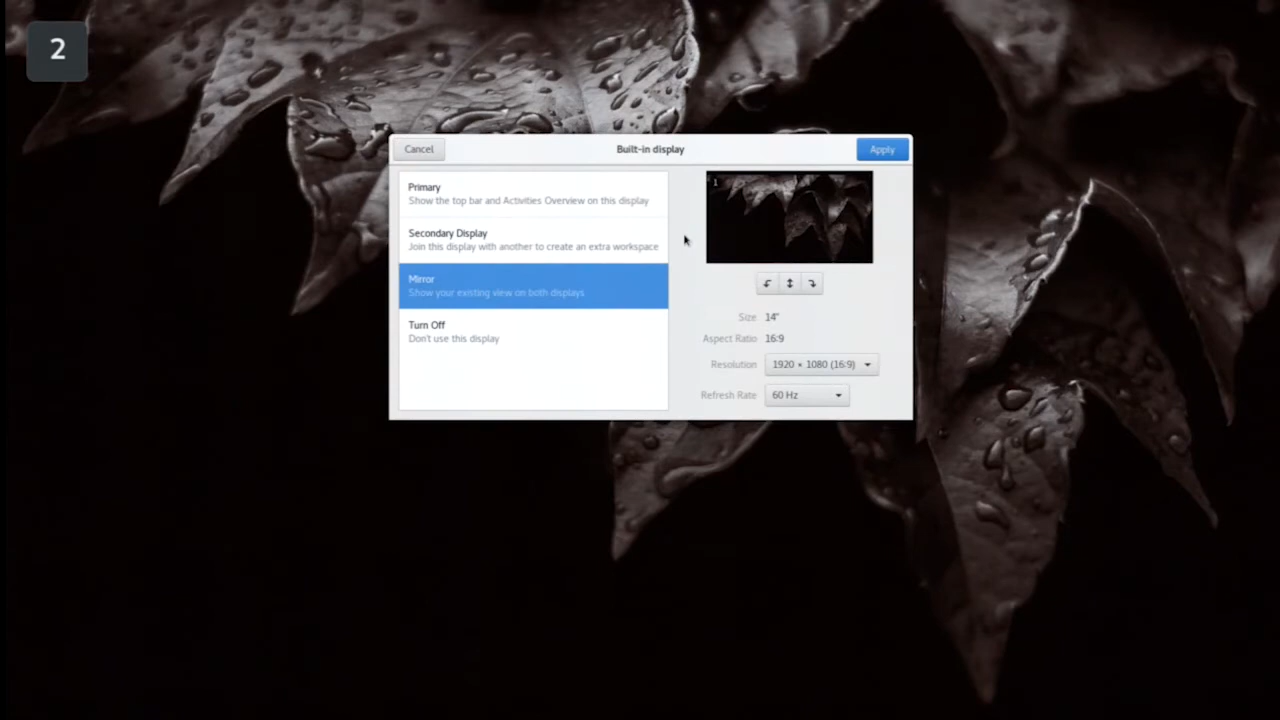 2
Cancel
Built-in display
Apply
Primary
Show the top bar and Activities Overview on this display
Secondary Display
Join this display with another to create an extra workspace
Mirror
Show your existing view on both displays
Turn Off
Don't use this display
1
Size 14"
Aspect Ratio 16:9
Resolution 1920 × 1080 (16:9)
Refresh Rate 60 Hz